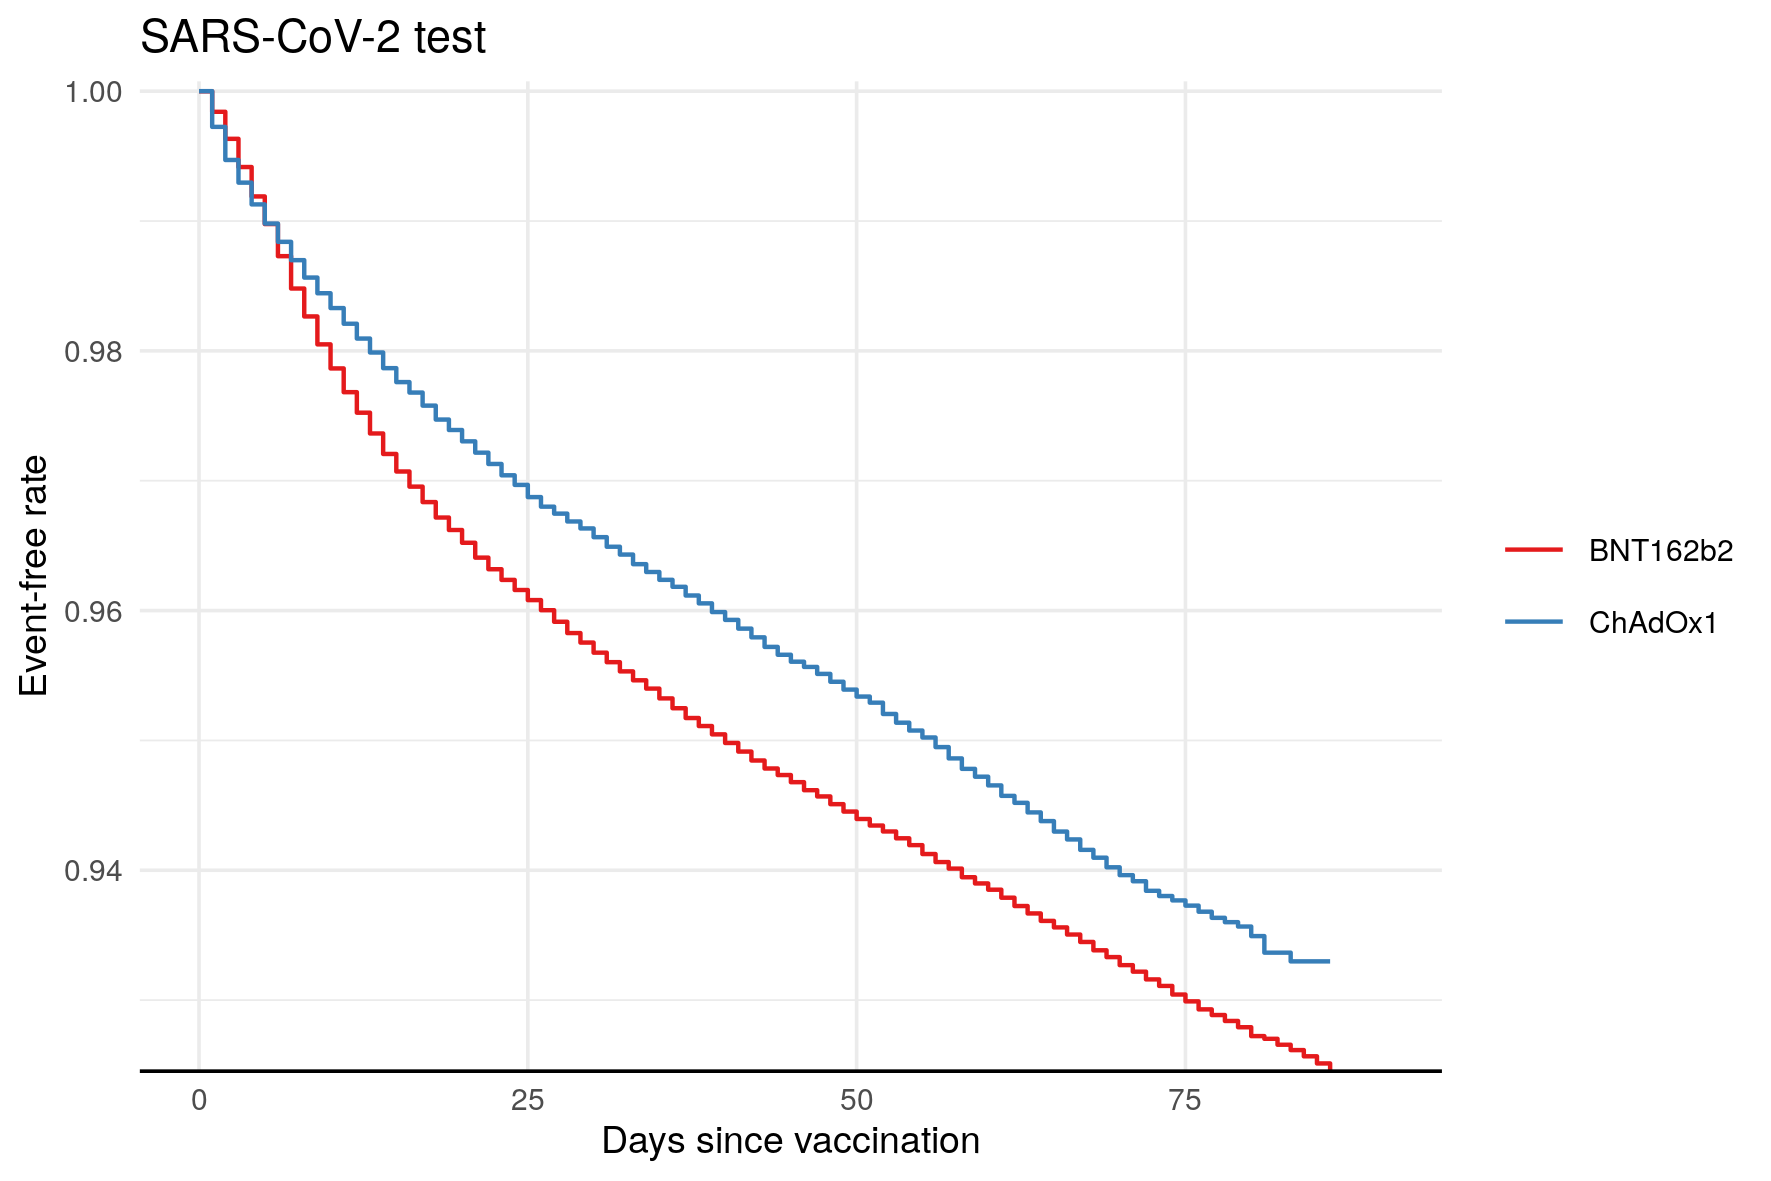 SARS-CoV-2 test
1.00
0.98
0.96
0.94
Event-free rate
0 25 50 75
Days since vaccination
BNT162b2
ChAdOx1